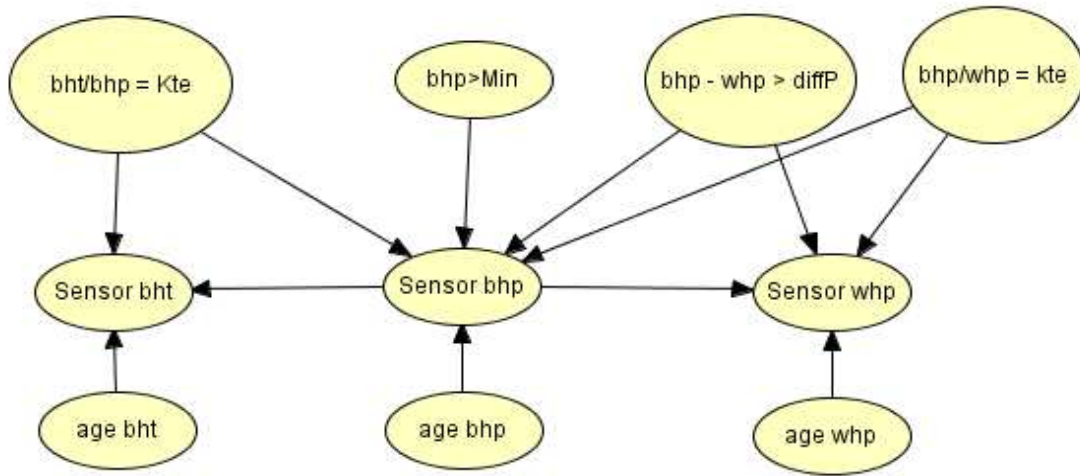 bht/bhp = Kte
bhp>Min
bhp - whp > diffP
bhp/whp = kte
Sensor bht
Sensor bhp
Sensor whp
age bht
age bhp
age whp